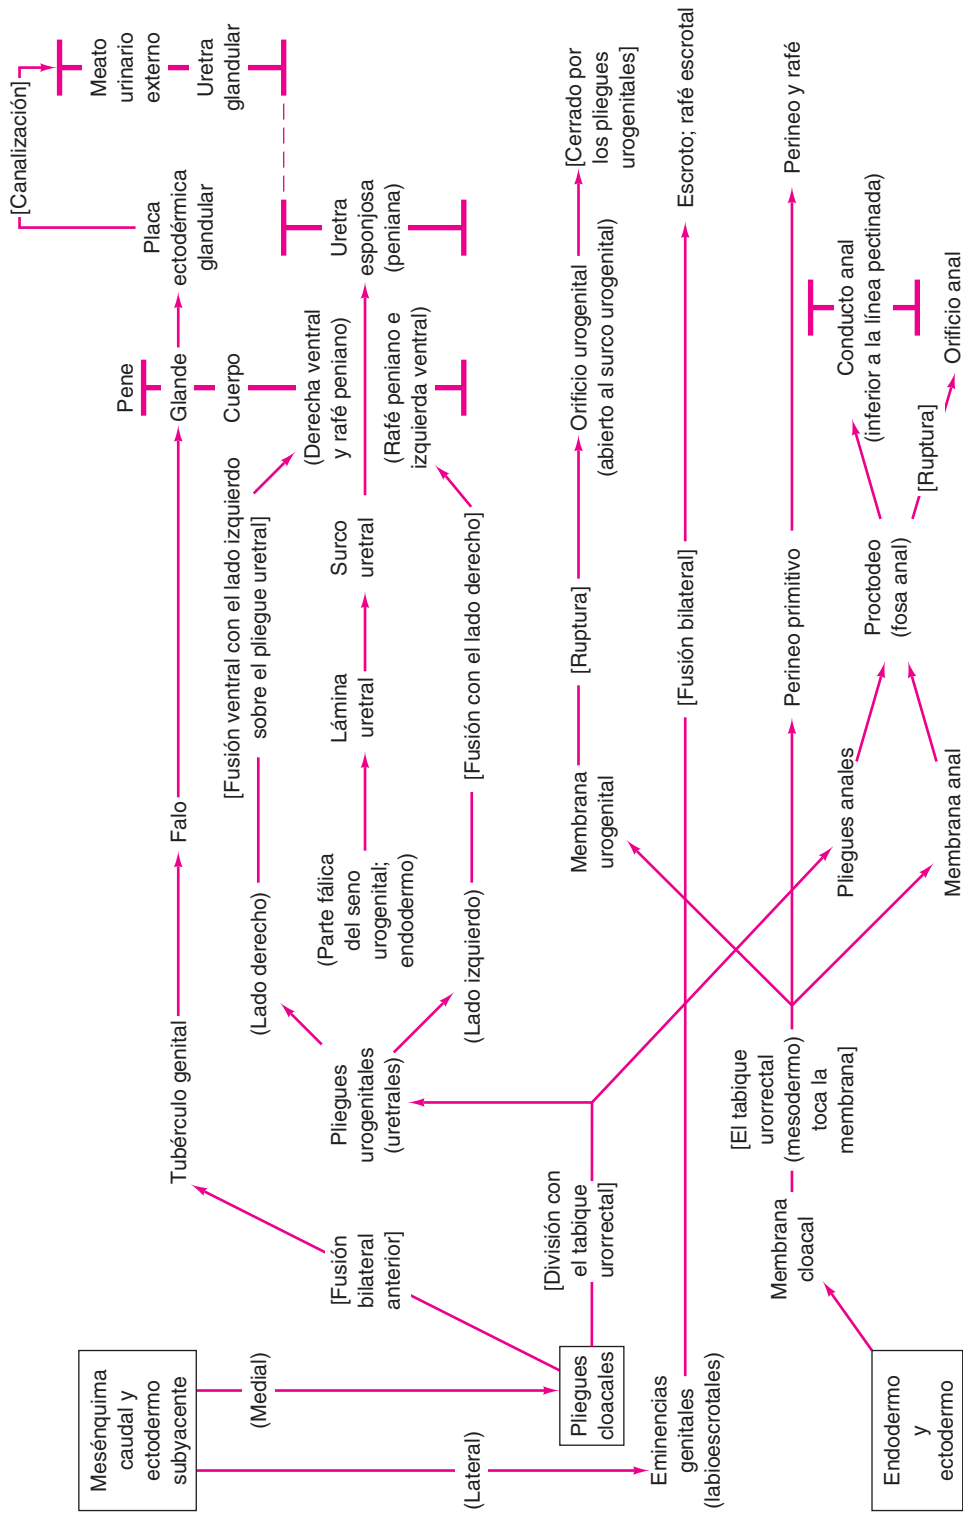 Mesénquima
caudal y
ectodermo
subyacente
(Medial)
(Lateral)
Pliegues
cloacales
Eminencias
genitales
(labioescrotales)
Endodermo
y
ectodermo
[Fusión
bilateral
anterior]
[División con
el tabique
urorrectal]
Membrana
cloacal
[El tabique
urorrectal
(mesodermo)
toca la
membrana]
Tubérculo genital
Falo
Pene
Glande
Cuerpo
Placa
ectodérmica
glandular
[Canalización]
Meato
urinario
externo
Uretra
glandular
Pliegues
urogenitales
(uretrales)
(Lado derecho)
[Fusión ventral con el lado izquierdo
sobre el pliegue uretral]
(Derecha ventral
y rafé peniano)
(Parte fálica
del seno
urogenital;
endodermo)
Lámina
uretral
Surco
uretral
Uretra
esponjosa
(peniana)
(Lado izquierdo)
[Fusión con el lado derecho]
(Rafé peniano e
izquierda ventral)
Membrana
urogenital
[Ruptura]
Orificio urogenital
(abierto al surco urogenital)
[Cerrado por
los pliegues
urogenitales]
[Fusión bilateral]
Escroto; rafé escrotal
Perineo primitivo
Perineo y rafé
Pliegues anales
Membrana anal
Proctodeo
(fosa anal)
Conducto anal
(inferior a la línea pectinada)
[Ruptura]
Orificio anal